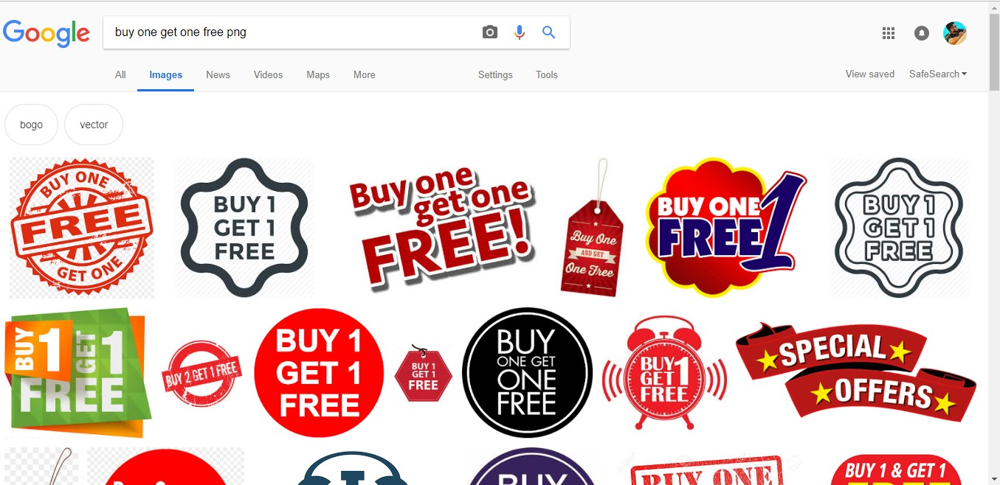 Google
buy one get one free png
All
Images
News
Videos
Maps
More
Settings
Tools
View saved
SafeSearch
bogo
vector
BUY ONE
FREE
GET ONE
BUY 1
GET 1
FREE
Buy one
get one
FREE!
Buy One
AND GET
One Free
BUY ONE
FREE 1
BUY 1
GET 1
FREE
BUY 1
GET 1
FREE
BUY 2 GET 1 FREE
BUY 1
GET 1
FREE
BUY 1
GET 1
FREE
BUY
ONE GET
ONE
FREE
BUY 1
GET
FREE
SPECIAL
OFFERS
BUY
BUY ONE
BUY 1 & GET 1